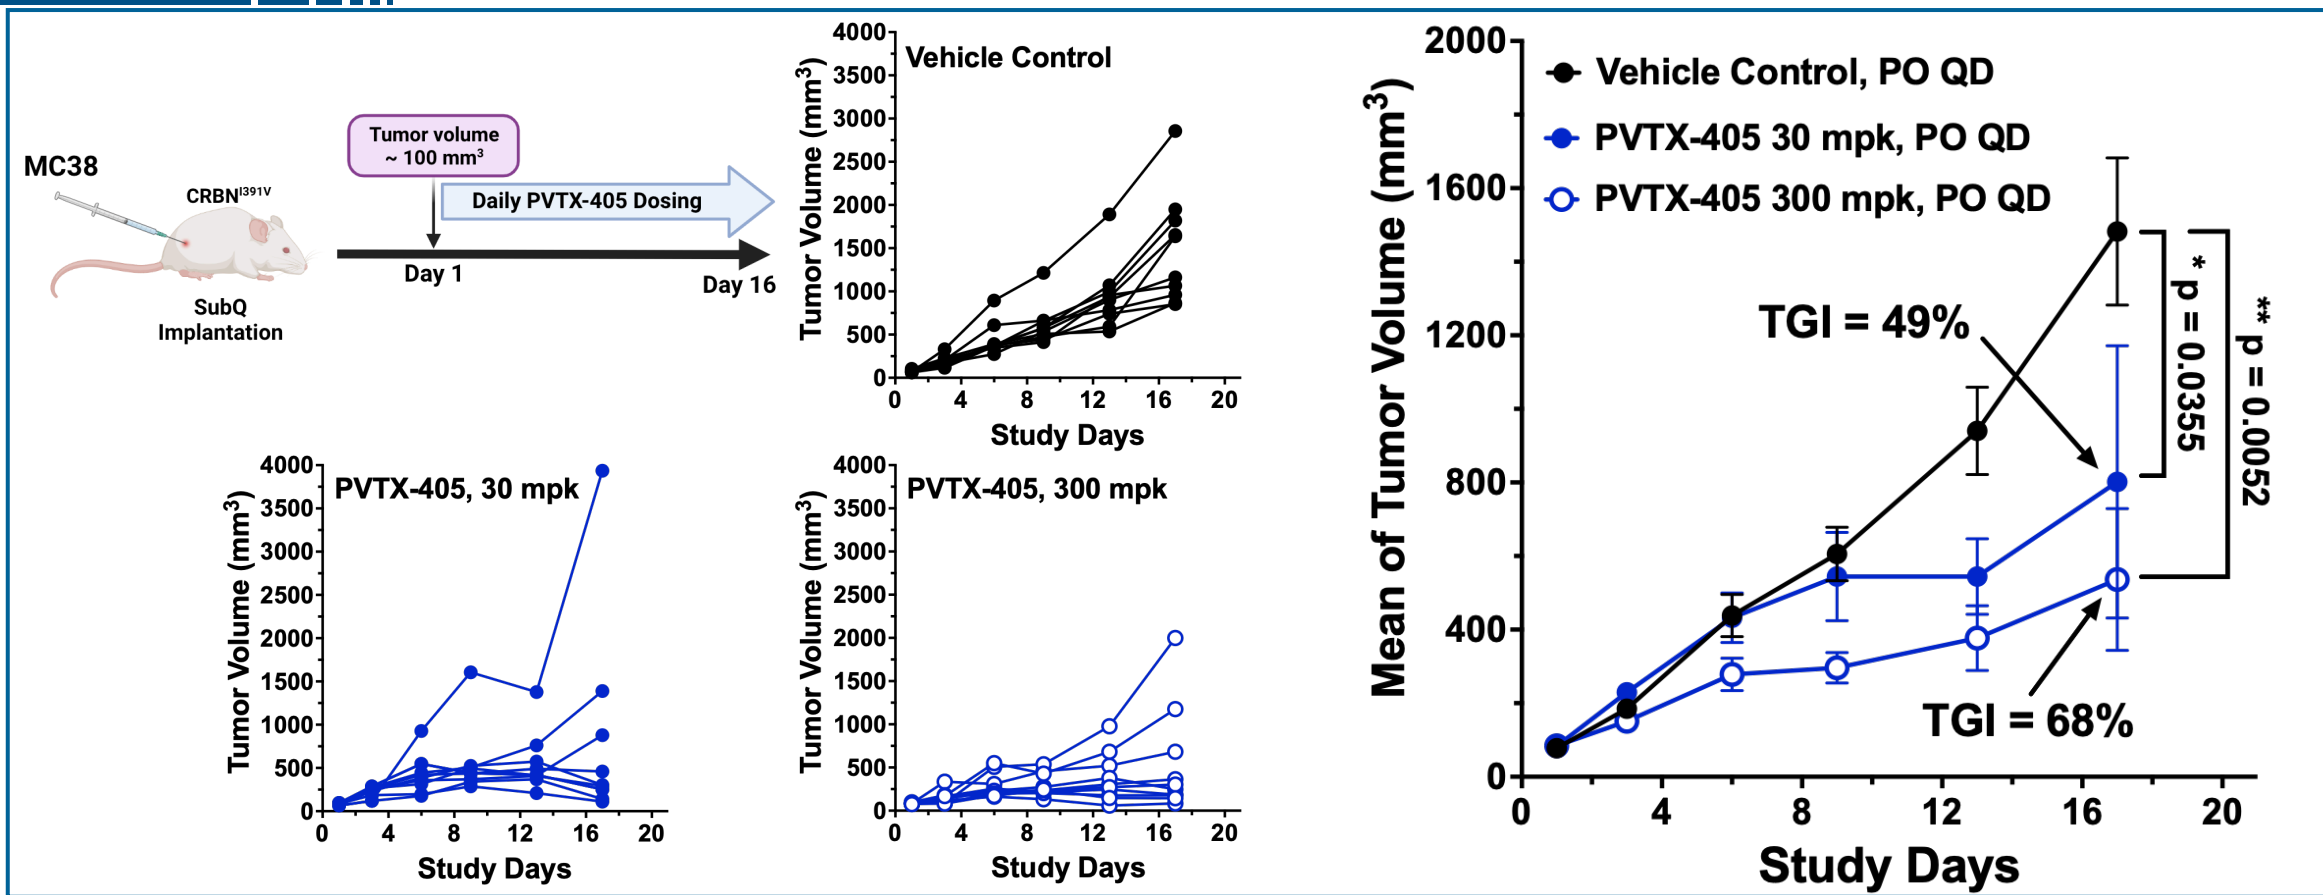 MC38
CRBN^I391V
SubQ
Implantation
Tumor volume
~ 100 mm³
Daily PVTX-405 Dosing
Day 1
Day 16
Vehicle Control
Tumor Volume (mm³)
4000
3500
3000
2500
2000
1500
1000
500
0
0 4 8 12 16 20
Study Days
PVTX-405, 30 mpk
Tumor Volume (mm³)
4000
3500
3000
2500
2000
1500
1000
500
0
0 4 8 12 16 20
Study Days
PVTX-405, 300 mpk
Tumor Volume (mm³)
4000
3500
3000
2500
2000
1500
1000
500
0
0 4 8 12 16 20
Study Days
Mean of Tumor Volume (mm³)
2000
1600
1200
800
400
0
0 4 8 12 16 20
Study Days
Vehicle Control, PO QD
PVTX-405 30 mpk, PO QD
PVTX-405 300 mpk, PO QD
TGI = 49%
TGI = 68%
* p = 0.0355
** p = 0.0052